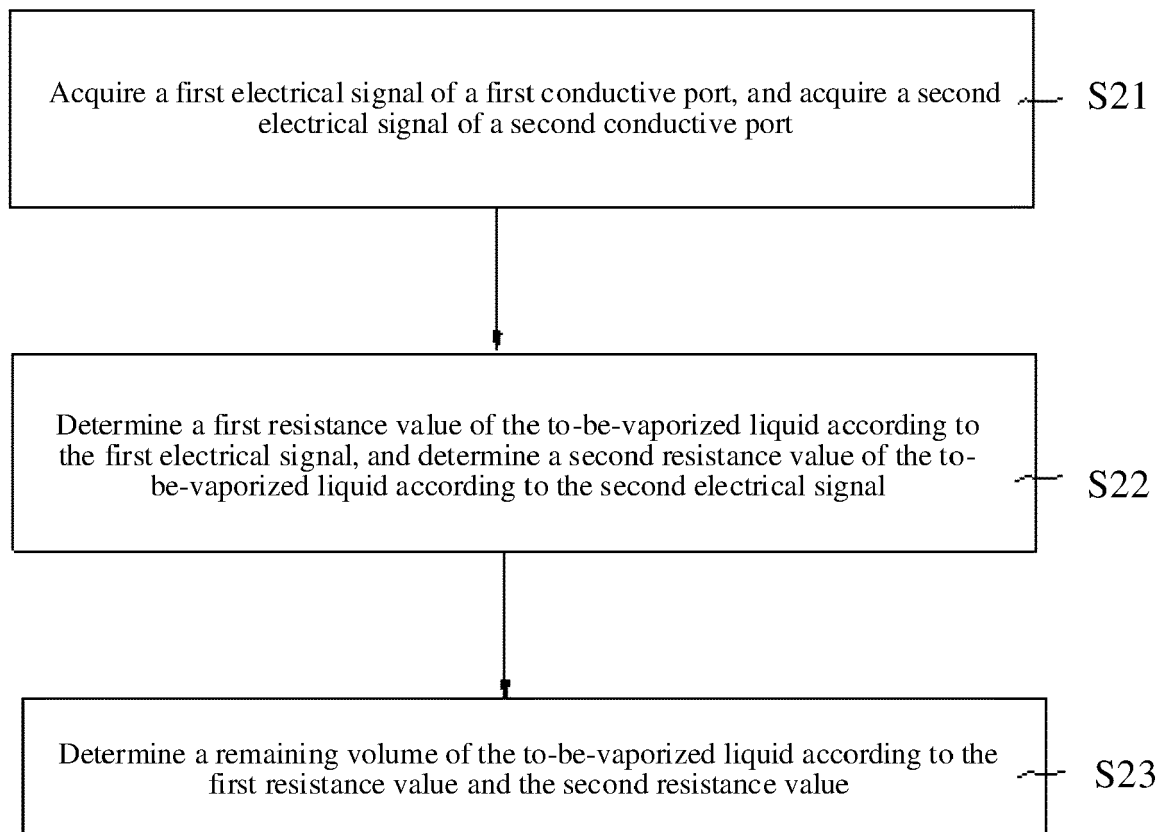 Acquire a first electrical signal of a first conductive port, and acquire a second
electrical signal of a second conductive port
S21
Determine a first resistance value of the to-be-vaporized liquid according to
the first electrical signal, and determine a second resistance value of the to-
be-vaporized liquid according to the second electrical signal
S22
Determine a remaining volume of the to-be-vaporized liquid according to the
first resistance value and the second resistance value
S23